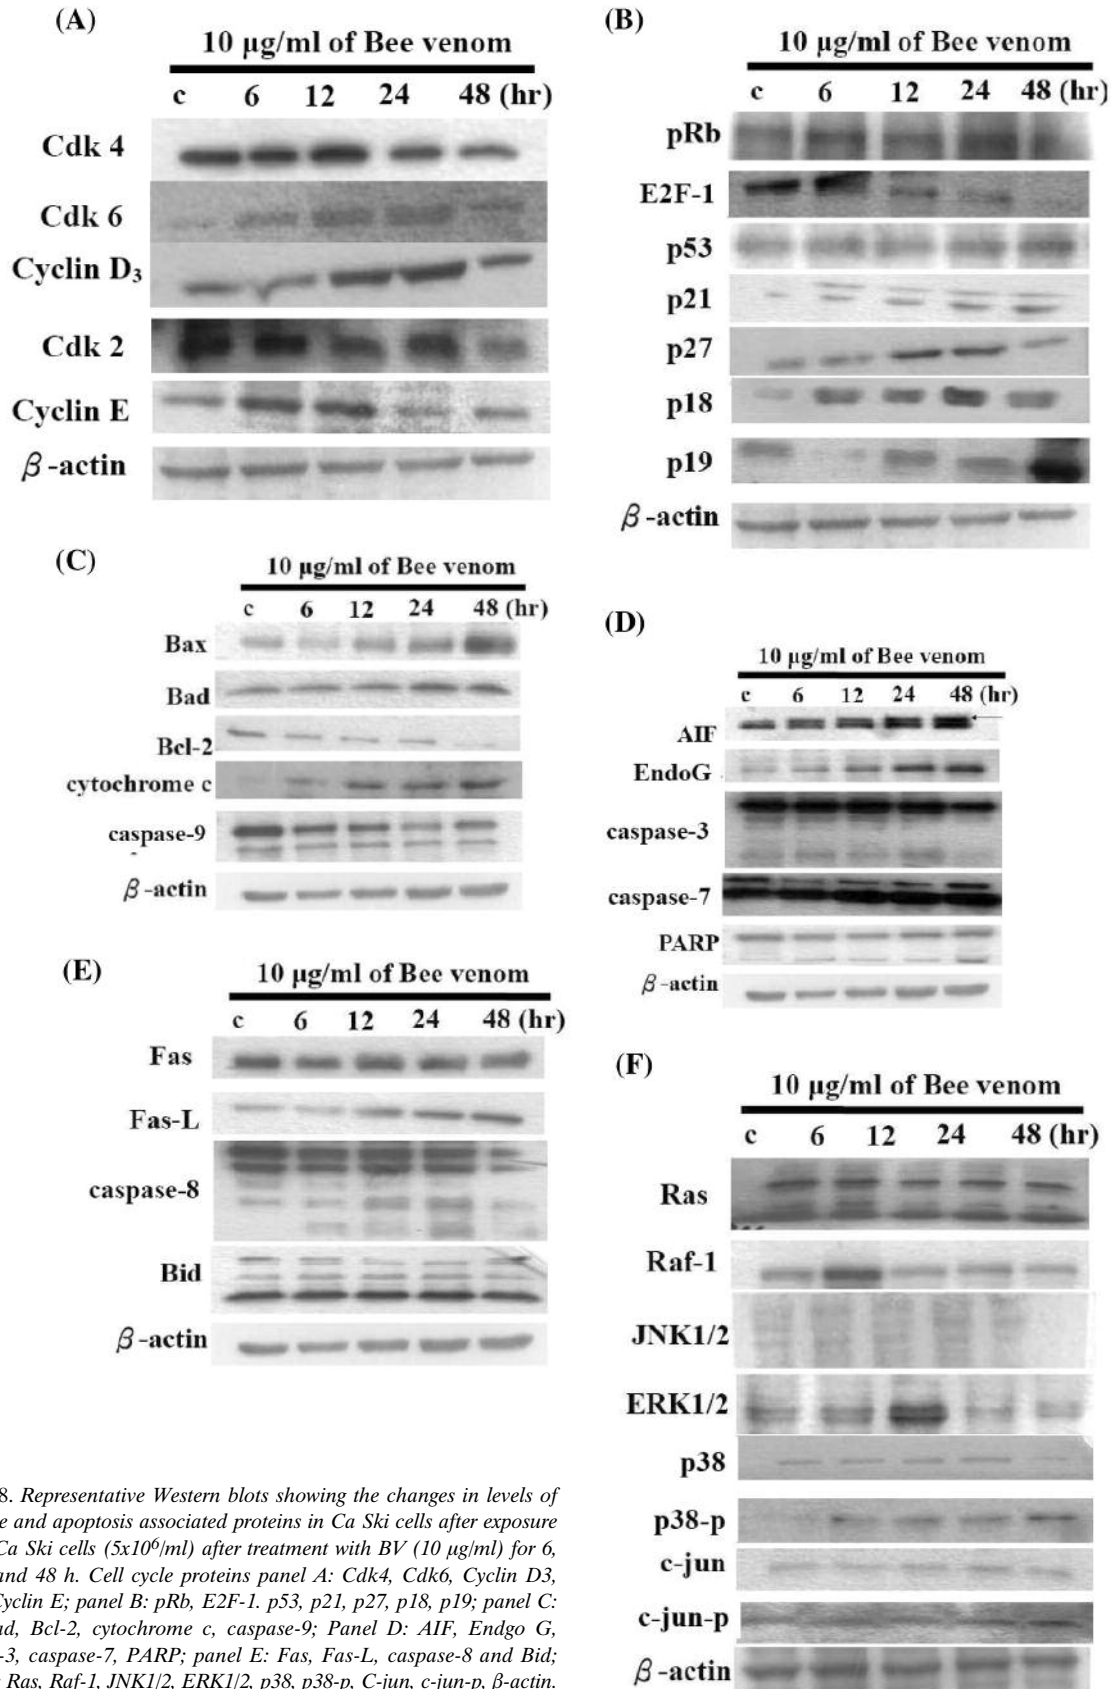 (A)
10 μg/ml of Bee venom
c 6 12 24 48 (hr)
Cdk 4
Cdk 6
Cyclin D3
Cdk 2
Cyclin E
β-actin
(B)
10 μg/ml of Bee venom
c 6 12 24 48 (hr)
pRb
E2F-1
p53
p21
p27
p18
p19
β-actin
(C)
10 μg/ml of Bee venom
c 6 12 24 48 (hr)
Bax
Bad
Bcl-2
cytochrome c
caspase-9
β-actin
(D)
10 μg/ml of Bee venom
c 6 12 24 48 (hr)
AIF
EndoG
caspase-3
caspase-7
PARP
β-actin
(E)
10 μg/ml of Bee venom
c 6 12 24 48 (hr)
Fas
Fas-L
caspase-8
Bid
β-actin
(F)
10 μg/ml of Bee venom
c 6 12 24 48 (hr)
Ras
Raf-1
JNK1/2
ERK1/2
p38
p38-p
c-jun
c-jun-p
β-actin
8. Representative Western blots showing the changes in levels of
e and apoptosis associated proteins in Ca Ski cells after exposure
Ca Ski cells (5x10⁶/ml) after treatment with BV (10 μg/ml) for 6,
and 48 h. Cell cycle proteins panel A: Cdk4, Cdk6, Cyclin D3,
Cyclin E; panel B: pRb, E2F-1. p53, p21, p27, p18, p19; panel C:
ad, Bcl-2, cytochrome c, caspase-9; Panel D: AIF, Endgo G,
-3, caspase-7, PARP; panel E: Fas, Fas-L, caspase-8 and Bid;
: Ras, Raf-1, JNK1/2, ERK1/2, p38, p38-p, C-jun, c-jun-p, β-actin.